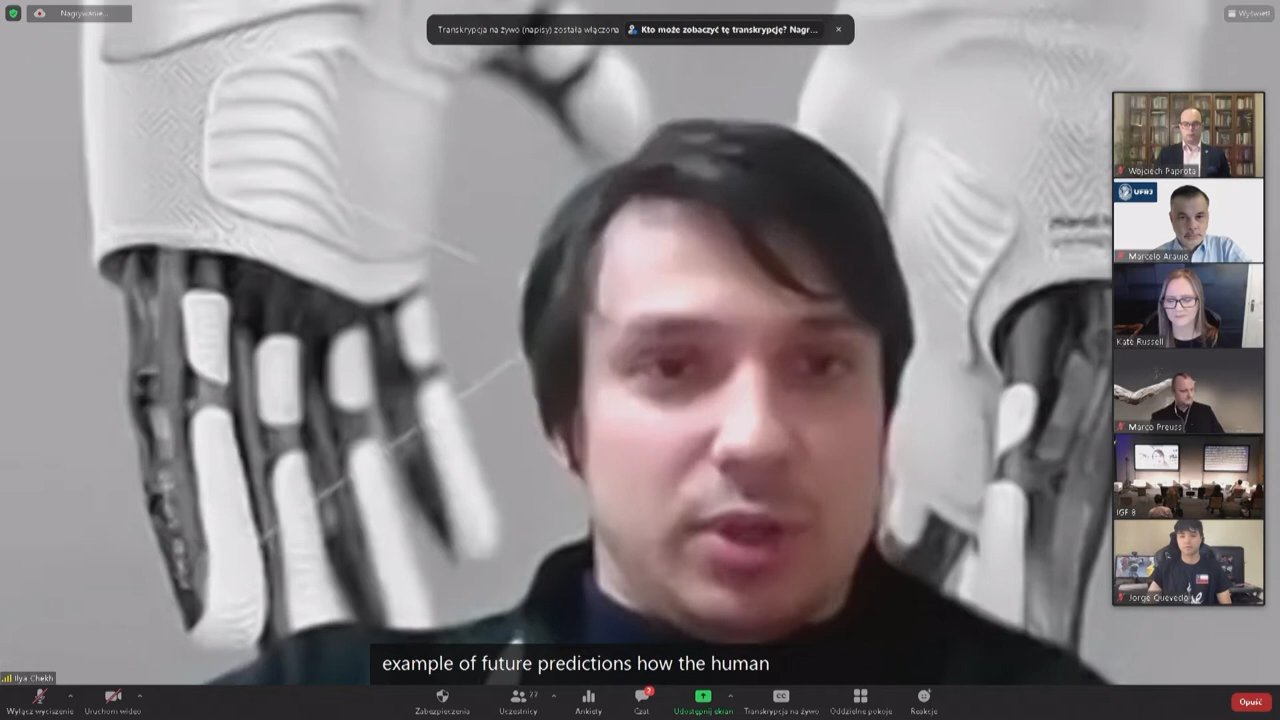 Nagrywanie...
Transkrypcja na żywo (napisy) została włączona
Kto może zobaczyć tę transkrypcję? Nagr...
Wyświetl
Wojciech Paprota
UFRJ
Marcelo Araujo
Kate Russell
Marco Preuss
IGF 8
Jorge Quevedo
example of future predictions how the human
Ilya Chekh
Wyłącz wyciszenie
Uruchom wideo
Zabezpieczenia
Uczestnicy
Ankiety
Czat
Udostępnij ekran
Transkrypcja na żywo
Oddzielne pokoje
Reakcje
Opuść